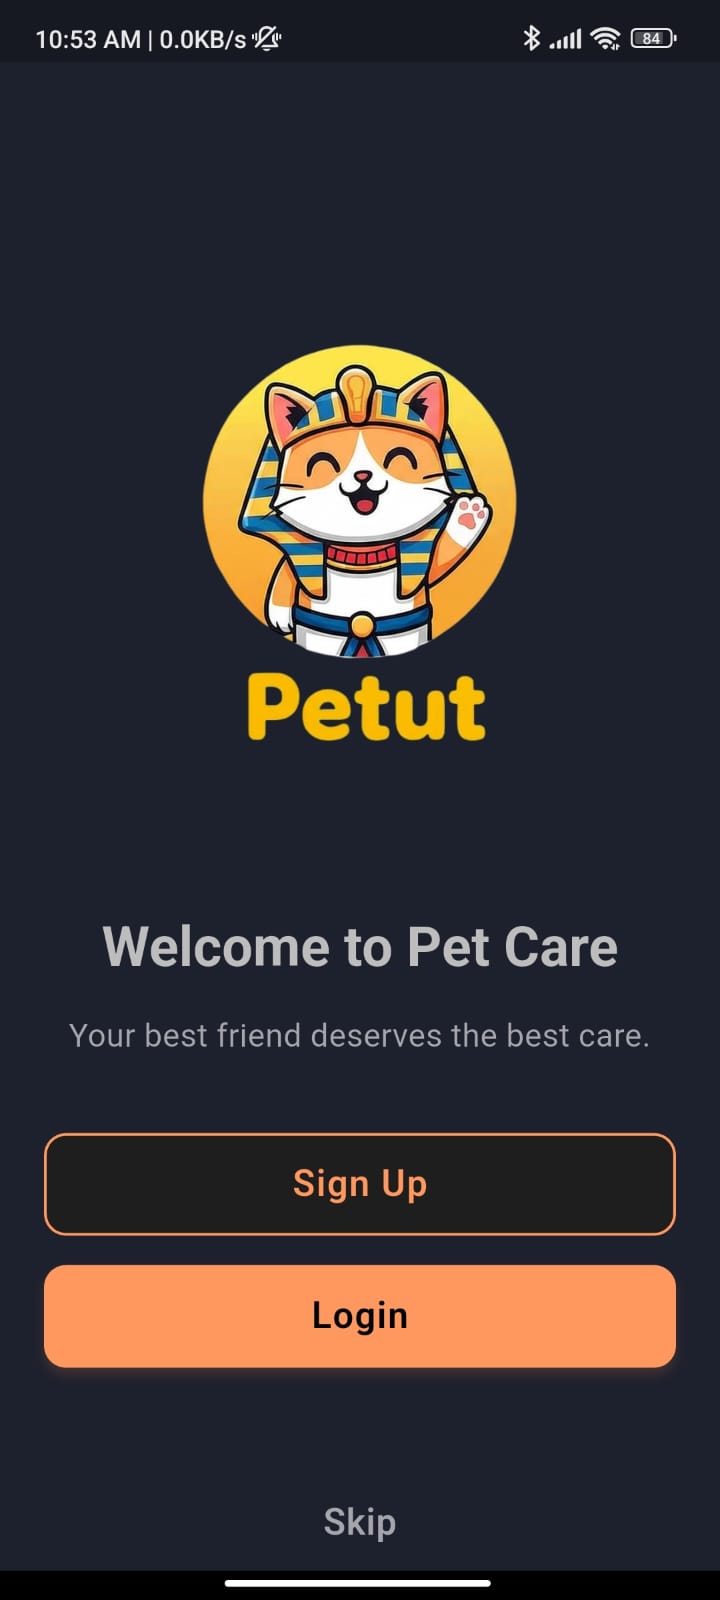 10:53 AM | 0.0KB/s
84
Petut
Welcome to Pet Care
Your best friend deserves the best care.
Sign Up
Login
Skip